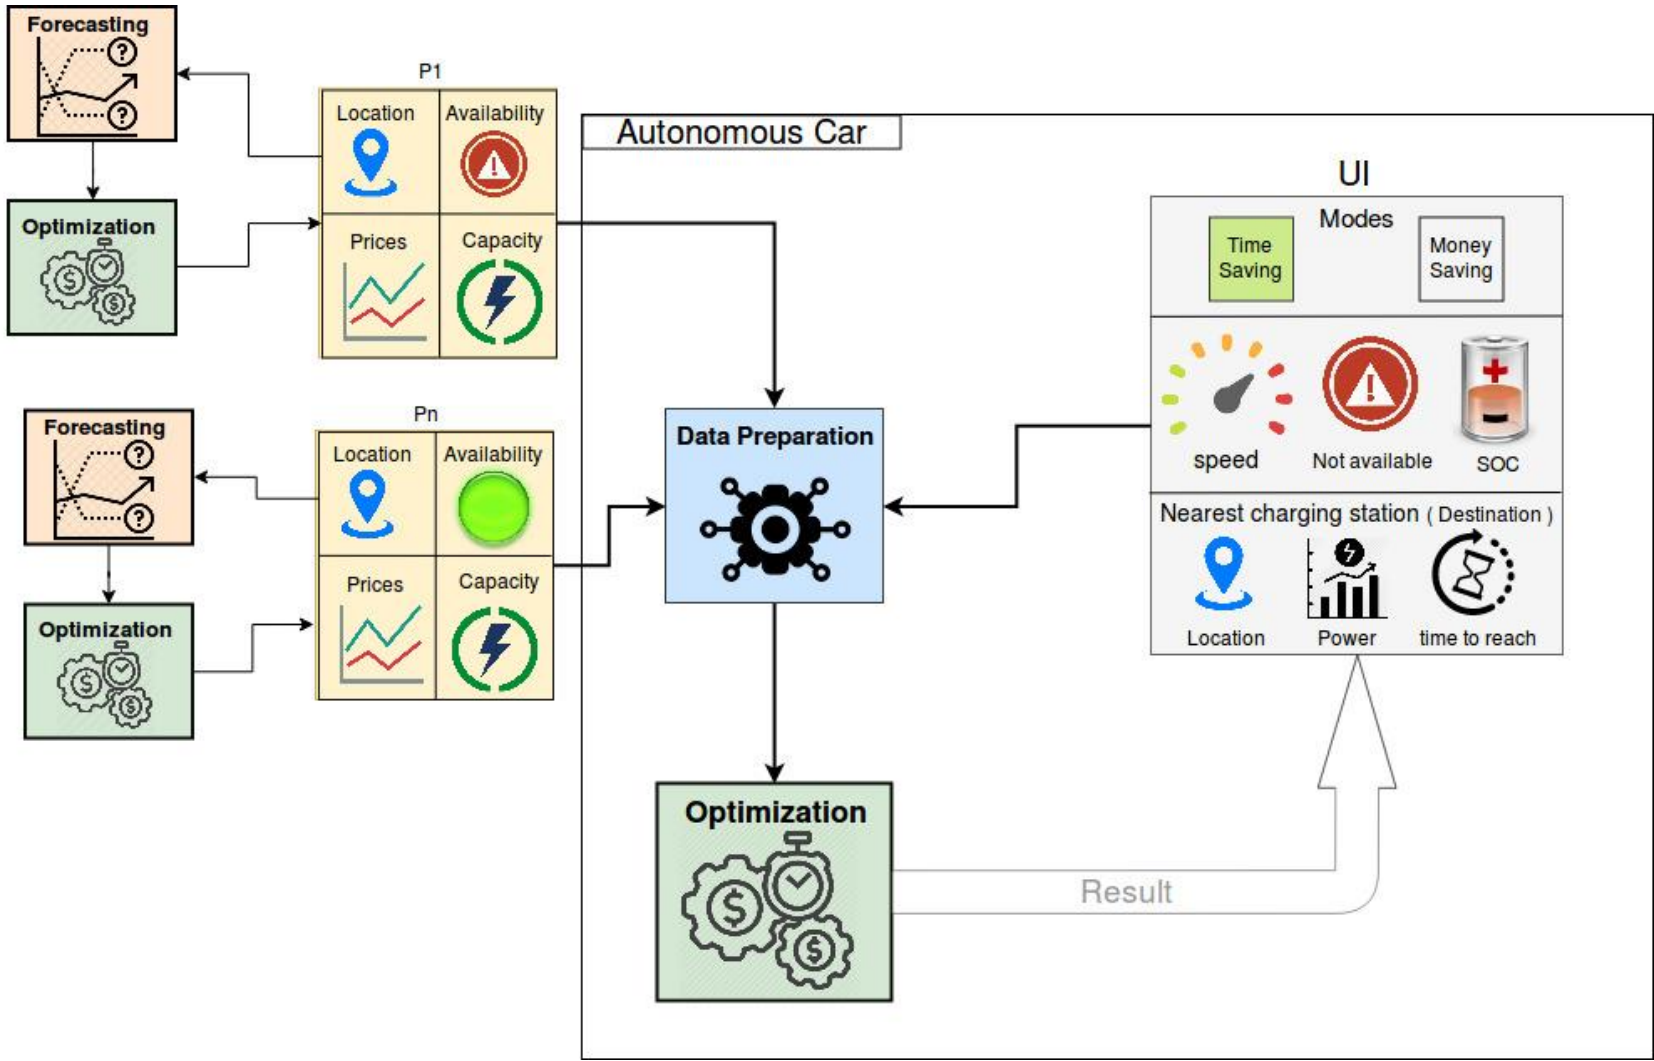 Forecasting
Optimization
P1
Location
Availability
Prices
Capacity
Forecasting
Optimization
Pn
Location
Availability
Prices
Capacity
Autonomous Car
Data Preparation
Optimization
Result
UI
Modes
Time
Saving
Money
Saving
speed
Not available
SOC
Nearest charging station ( Destination )
Location
Power
time to reach